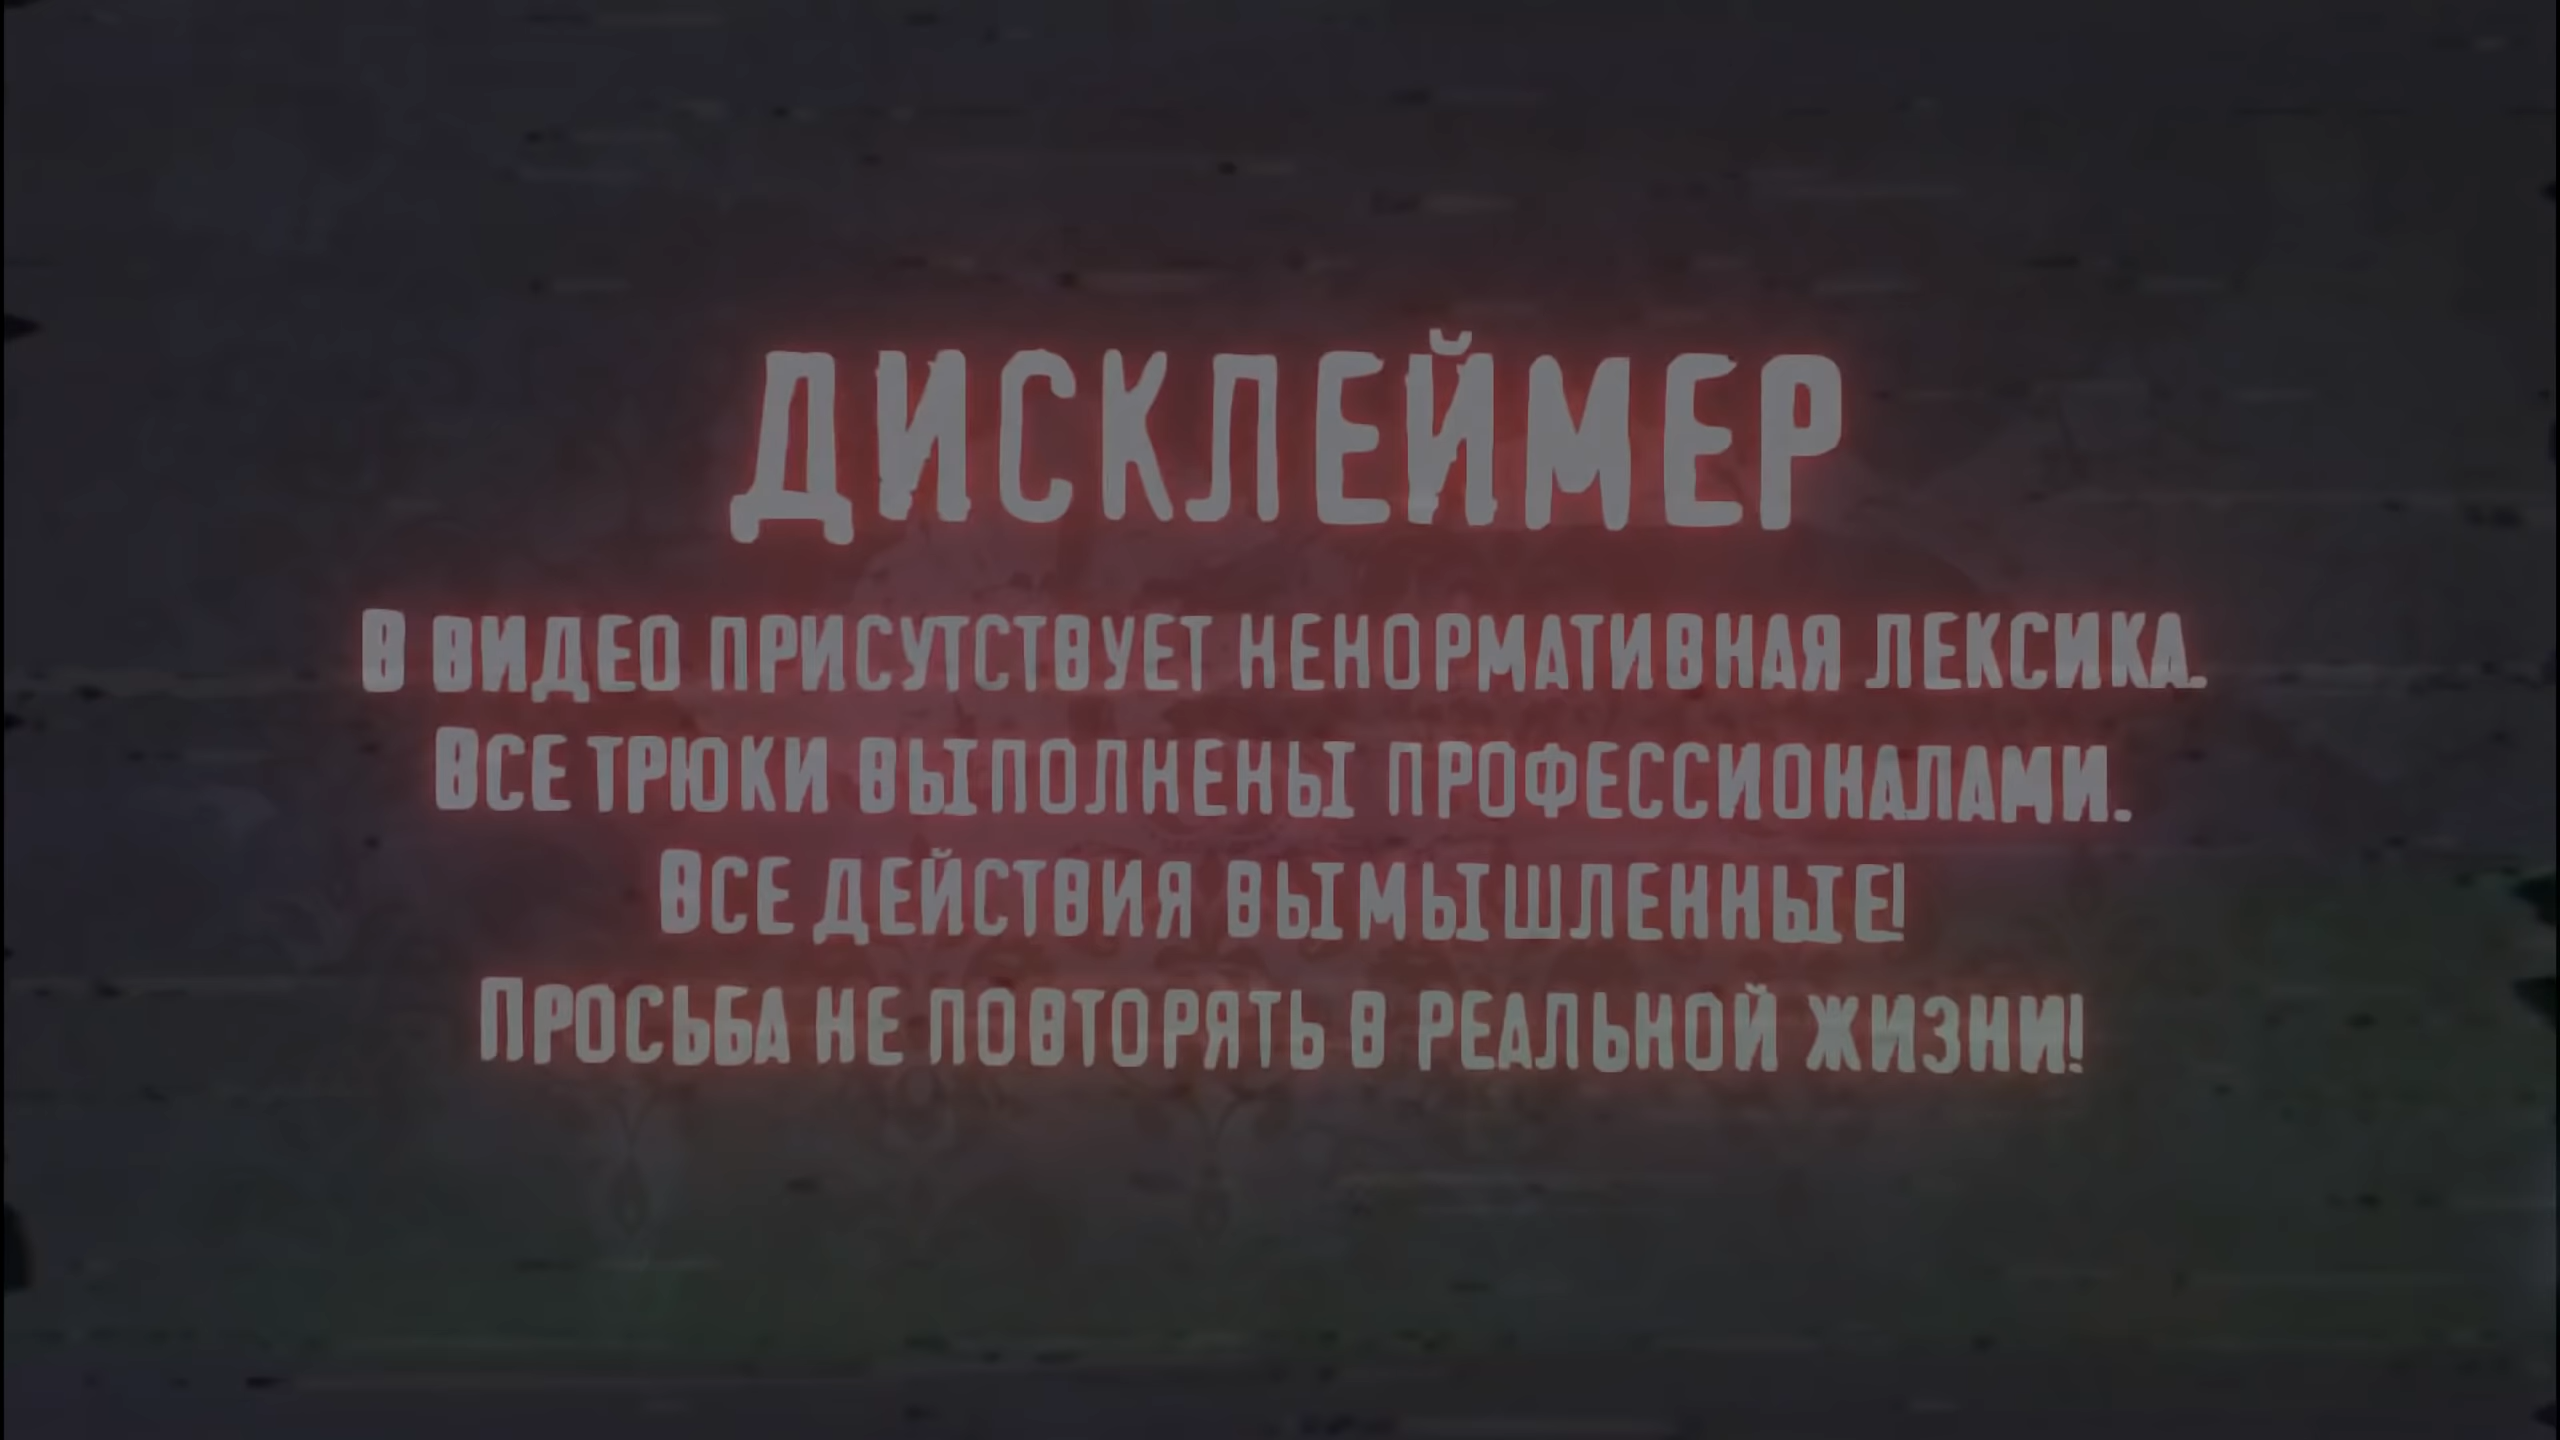 ДИСКЛЕЙМЕР
В ВИДЕО ПРИСУТСТВУЕТ НЕНОРМАТИВНАЯ ЛЕКСИКА.
ВСЕ ТРЮКИ ВЫПОЛНЕНЫ ПРОФЕССИОНАЛАМИ.
ВСЕ ДЕЙСТВИЯ ВЫМЫШЛЕННЫЕ!
ПРОСЬБА НЕ ПОВТОРЯТЬ В РЕАЛЬНОЙ ЖИЗНИ!